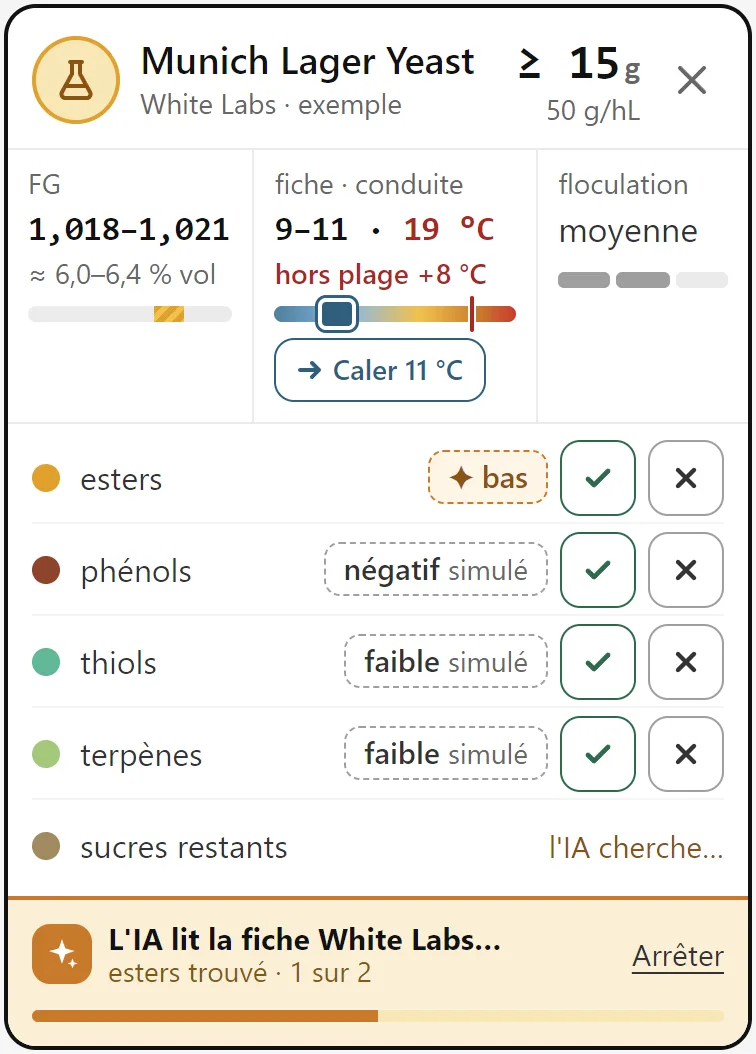 Munich Lager Yeast
≥ 15 g
White Labs · exemple
50 g/hL
FG
1,018–1,021
≈ 6,0–6,4 % vol
fiche · conduite
9–11 · 19 °C
hors plage +8 °C
→ Caler 11 °C
floculation
moyenne
esters
bas
phénols
négatif simulé
thiols
faible simulé
terpènes
faible simulé
sucres restants
l'IA cherche...
L'IA lit la fiche White Labs...
esters trouvé · 1 sur 2
Arrêter